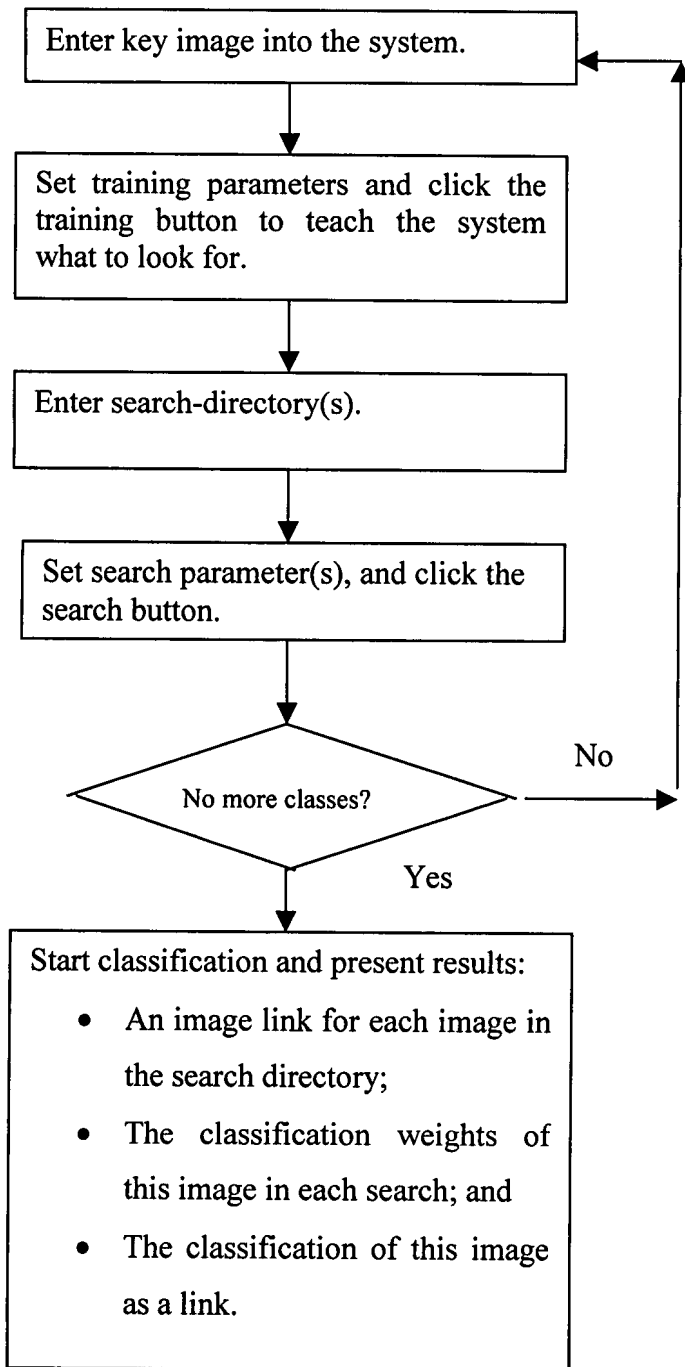 Enter key image into the system.
Set training parameters and click the
training button to teach the system
what to look for.
Enter search-directory(s).
Set search parameter(s), and click the
search button.
No more classes?
No
Yes
Start classification and present results:
• An image link for each image in
the search directory;
• The classification weights of
this image in each search; and
• The classification of this image
as a link.